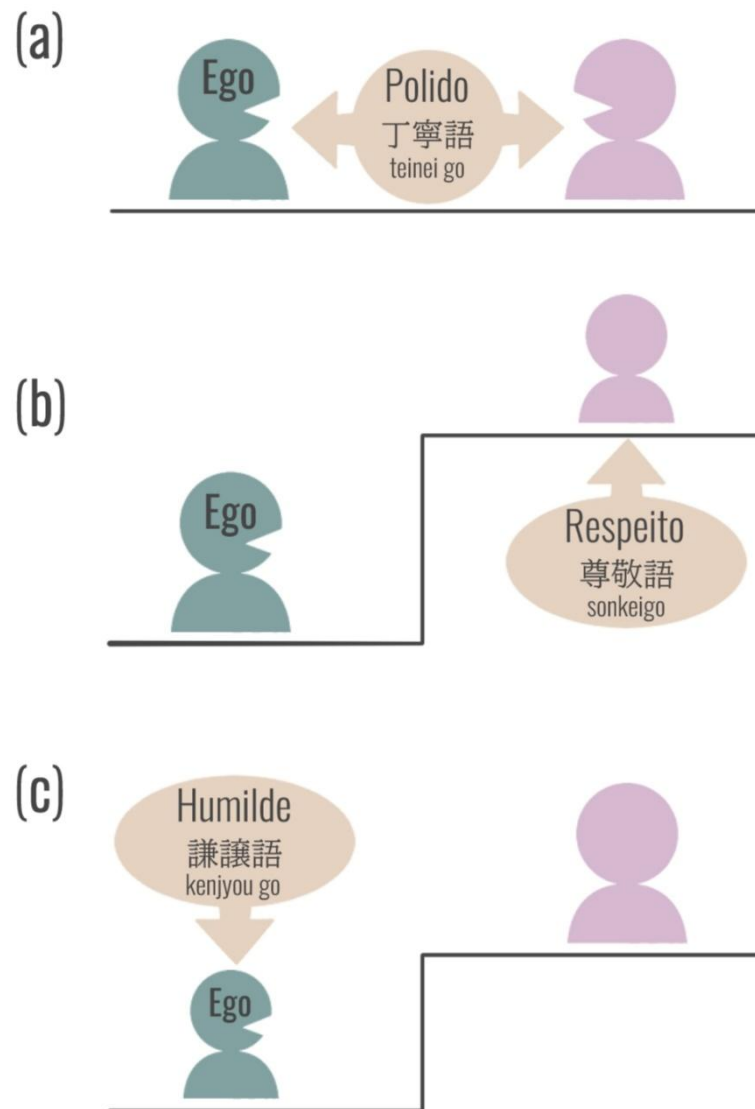 (a)
Ego
Polido
丁寧語
teinei go
(b)
Ego
Respeito
尊敬語
sonkeigo
(c)
Humilde
謙譲語
kenjyou go
Ego